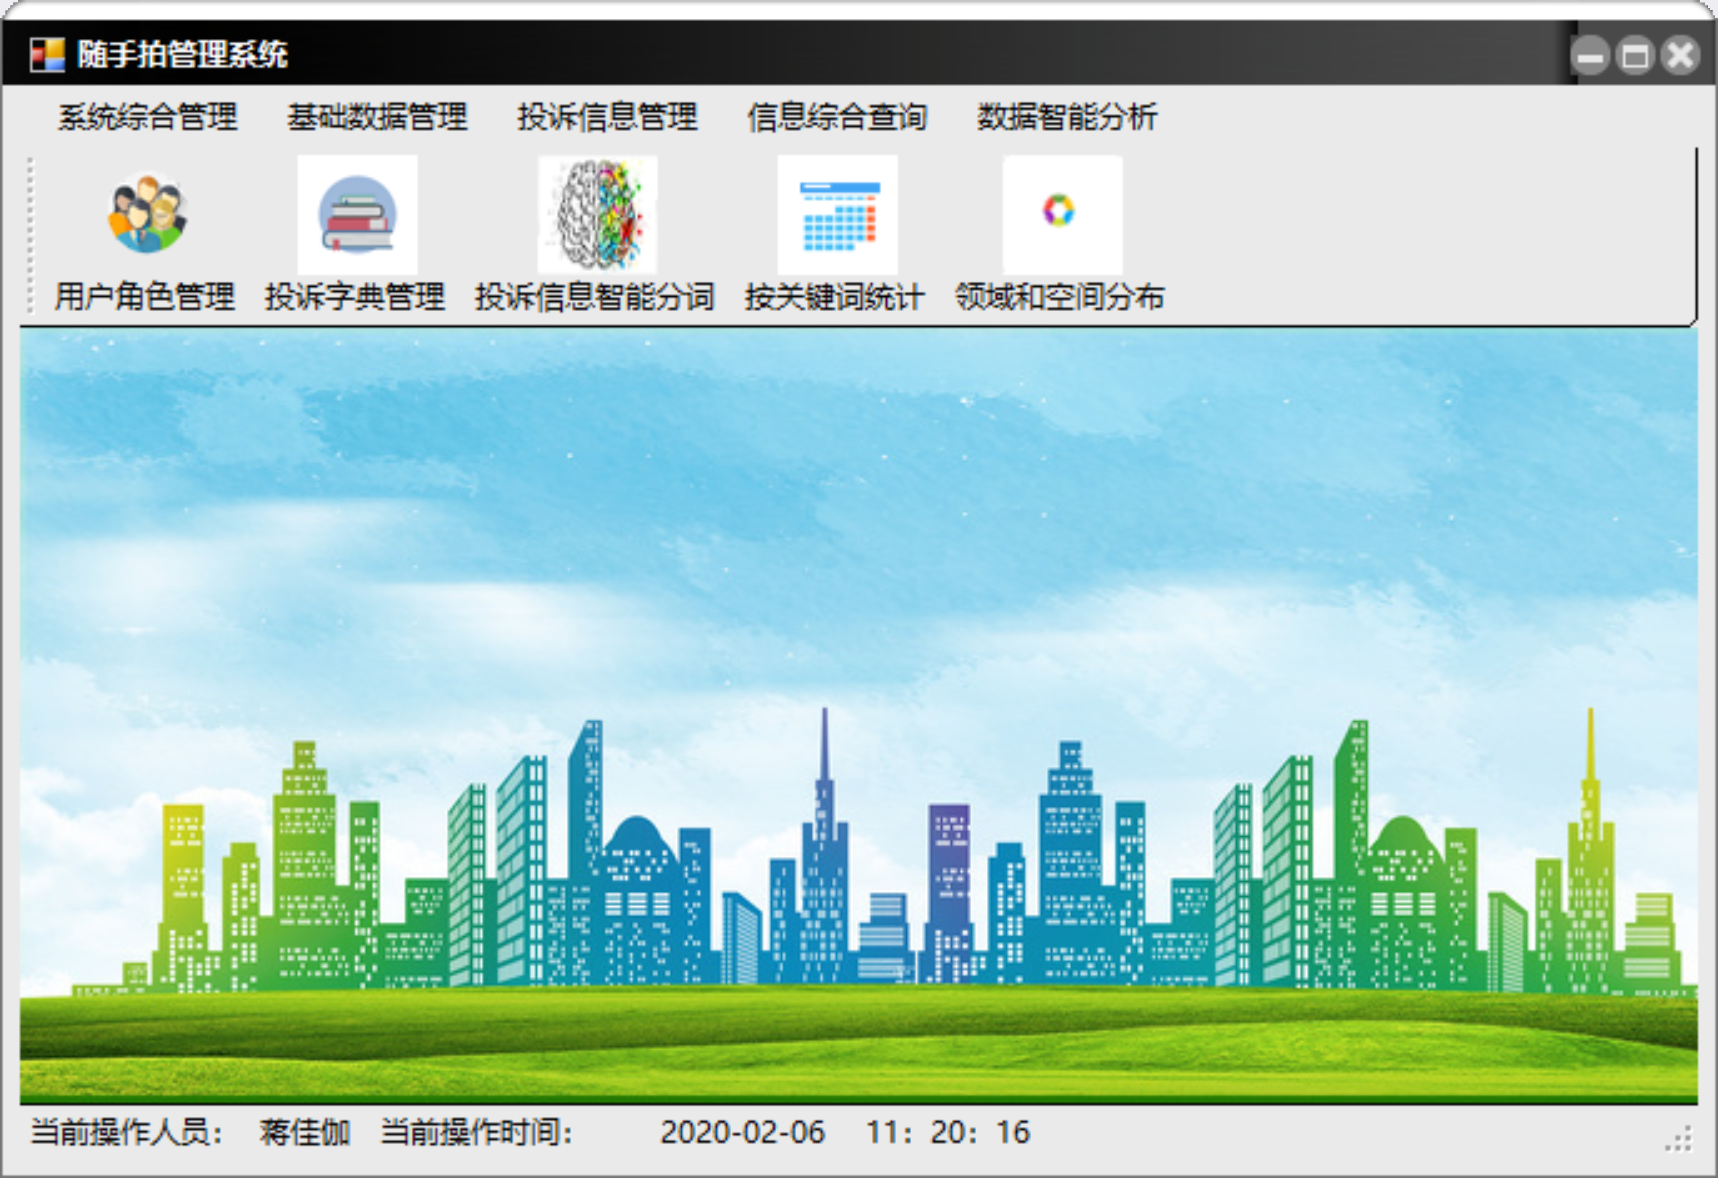 随手拍管理系统
系统综合管理 基础数据管理 投诉信息管理 信息综合查询 数据智能分析
用户角色管理 投诉字典管理 投诉信息智能分词 按关键词统计 领域和空间分布
当前操作人员： 蒋佳伽 当前操作时间： 2020-02-06 11：20：16